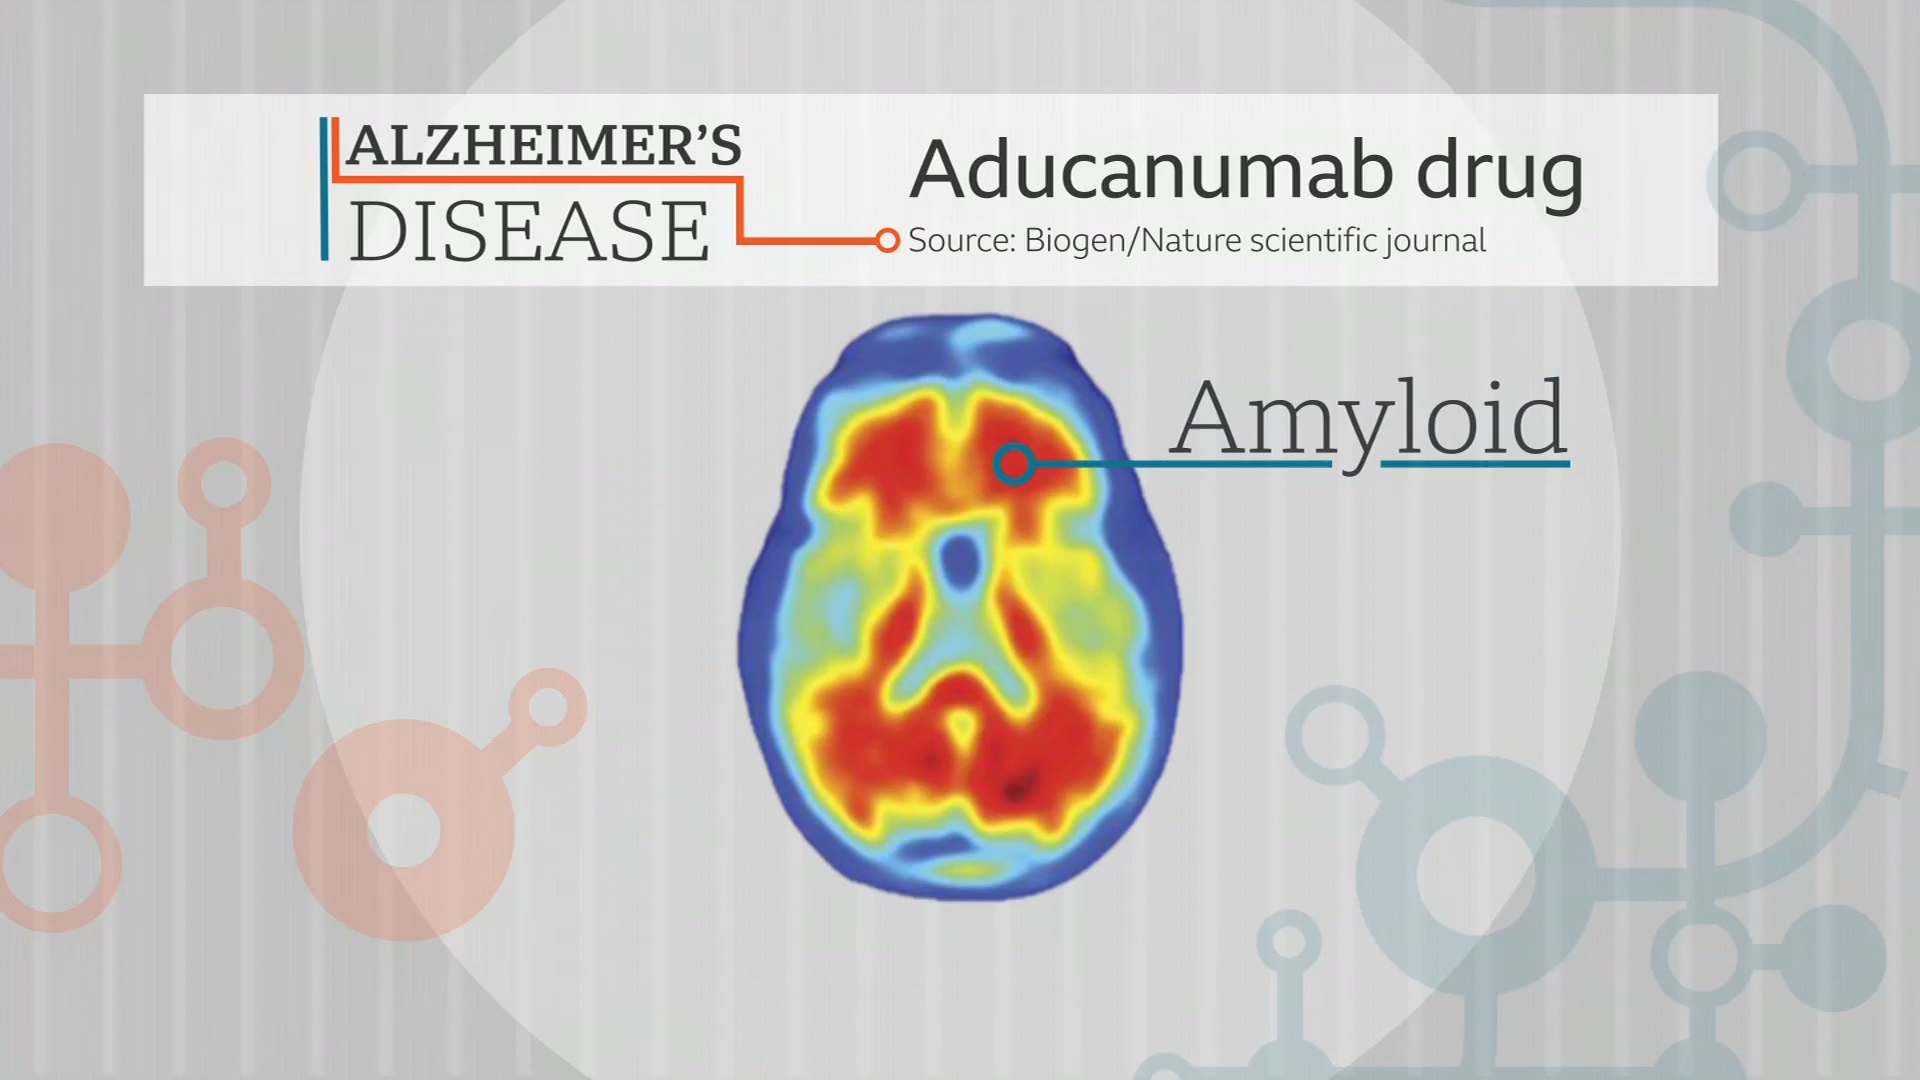 ALZHEIMER'S
DISEASE
Aducanumab drug
Source: Biogen/Nature scientific journal
Amyloid